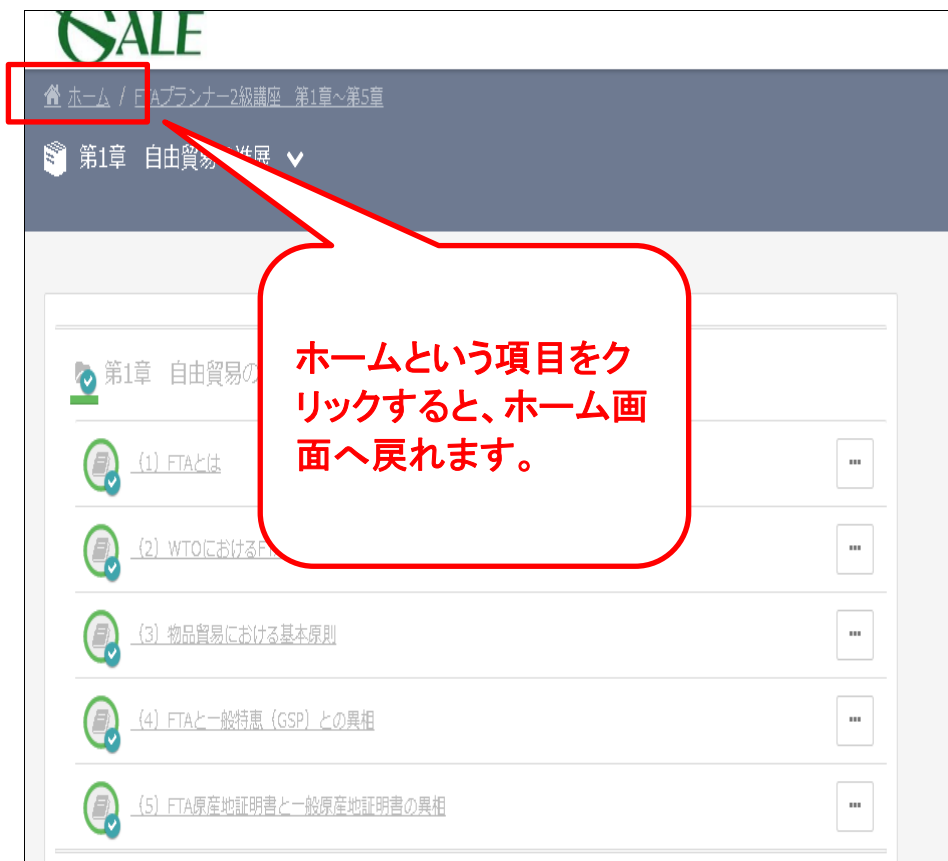 SALE
ホーム / FTAプランナー2級講座 第1章~第5章
第1章 自由貿易の進展
ホームという項目をク
リックすると、ホーム画
面へ戻れます。
第1章 自由貿易の
(1) FTAとは
(2) WTOにおけるF
(3) 物品貿易における基本原則
(4) FTAと一般特恵(GSP)との異相
(5) FTA原産地証明書と一般原産地証明書の異相